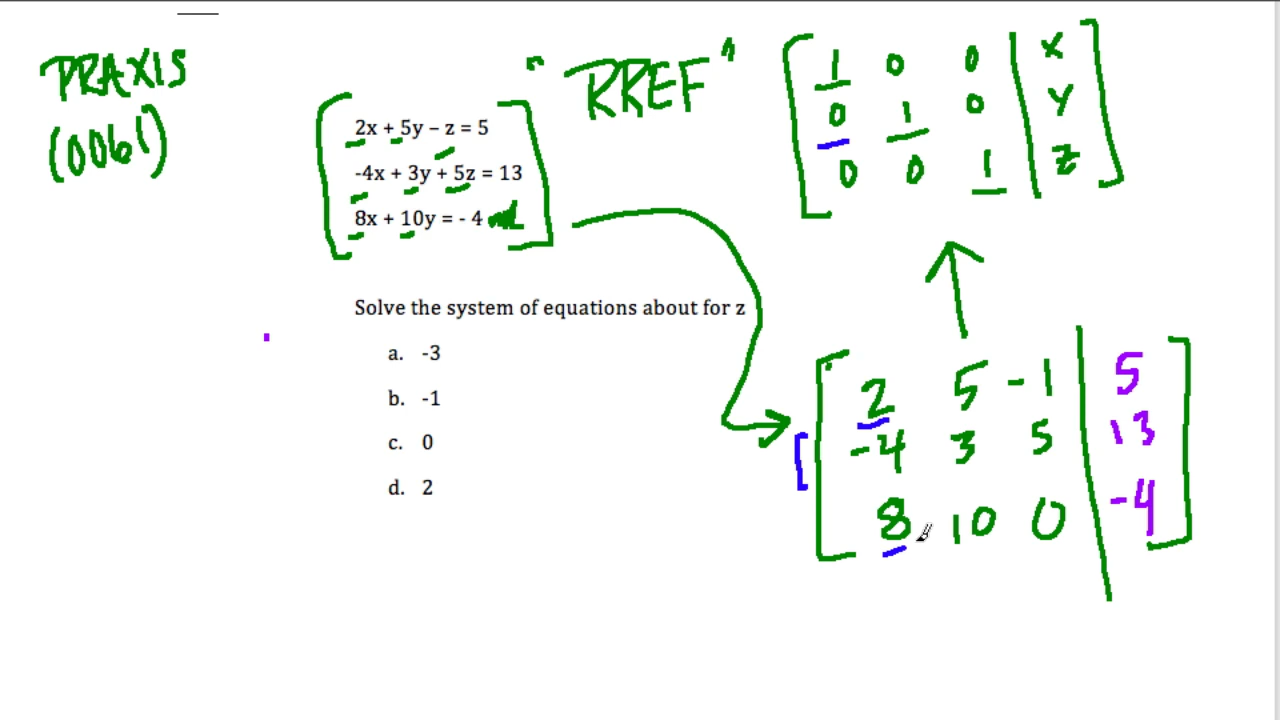 PRAXIS
(0061)
2x + 5y – z = 5
-4x + 3y + 5z = 13
8x + 10y = - 4
" RREF "
1 0 0 | x
0 1 0 | y
0 0 1 | z
Solve the system of equations about for z
a. -3
b. -1
c. 0
d. 2
2 5 -1 | 5
-4 3 5 | 13
8 10 0 | -4